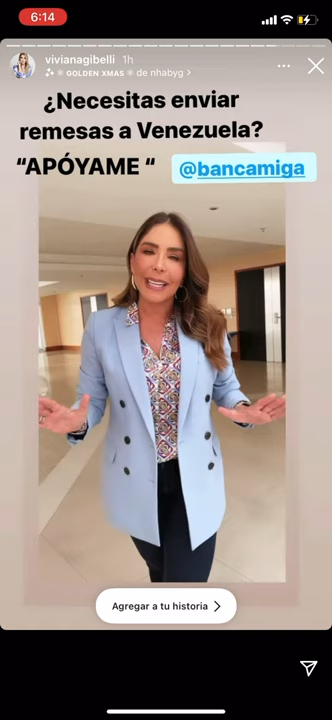 6:14
vivianagibelli 1h
GOLDEN XMAS de nhabyg >
¿Necesitas enviar
remesas a Venezuela?
“APÓYAME “ @bancamiga
Agregar a tu historia >